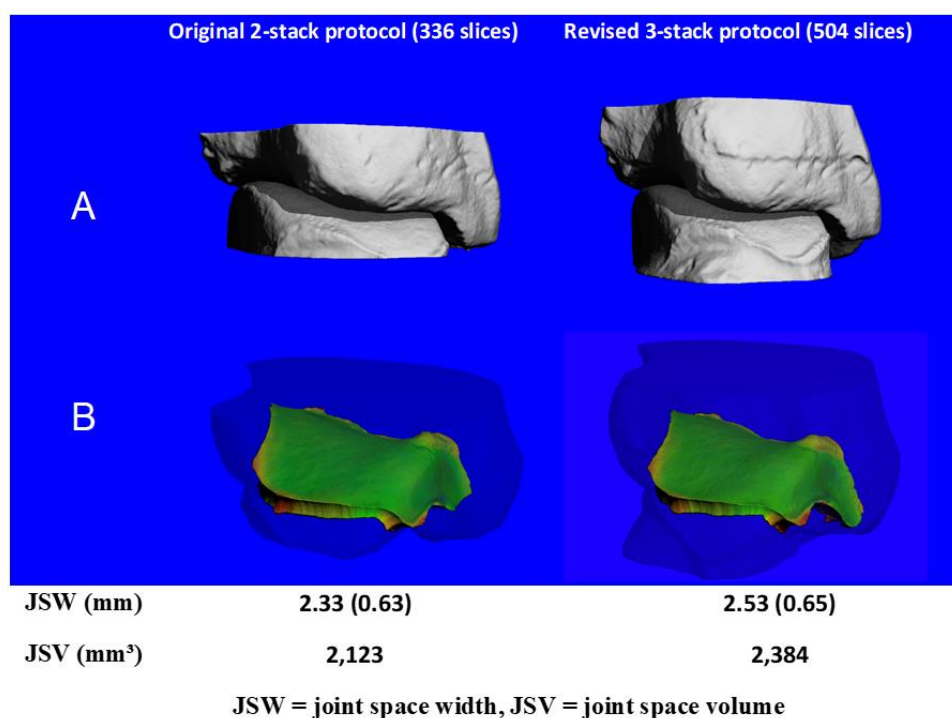 Original 2-stack protocol (336 slices) Revised 3-stack protocol (504 slices)
A
B
JSW (mm) 2.33 (0.63) 2.53 (0.65)
JSV (mm³) 2,123 2,384
JSW = joint space width, JSV = joint space volume